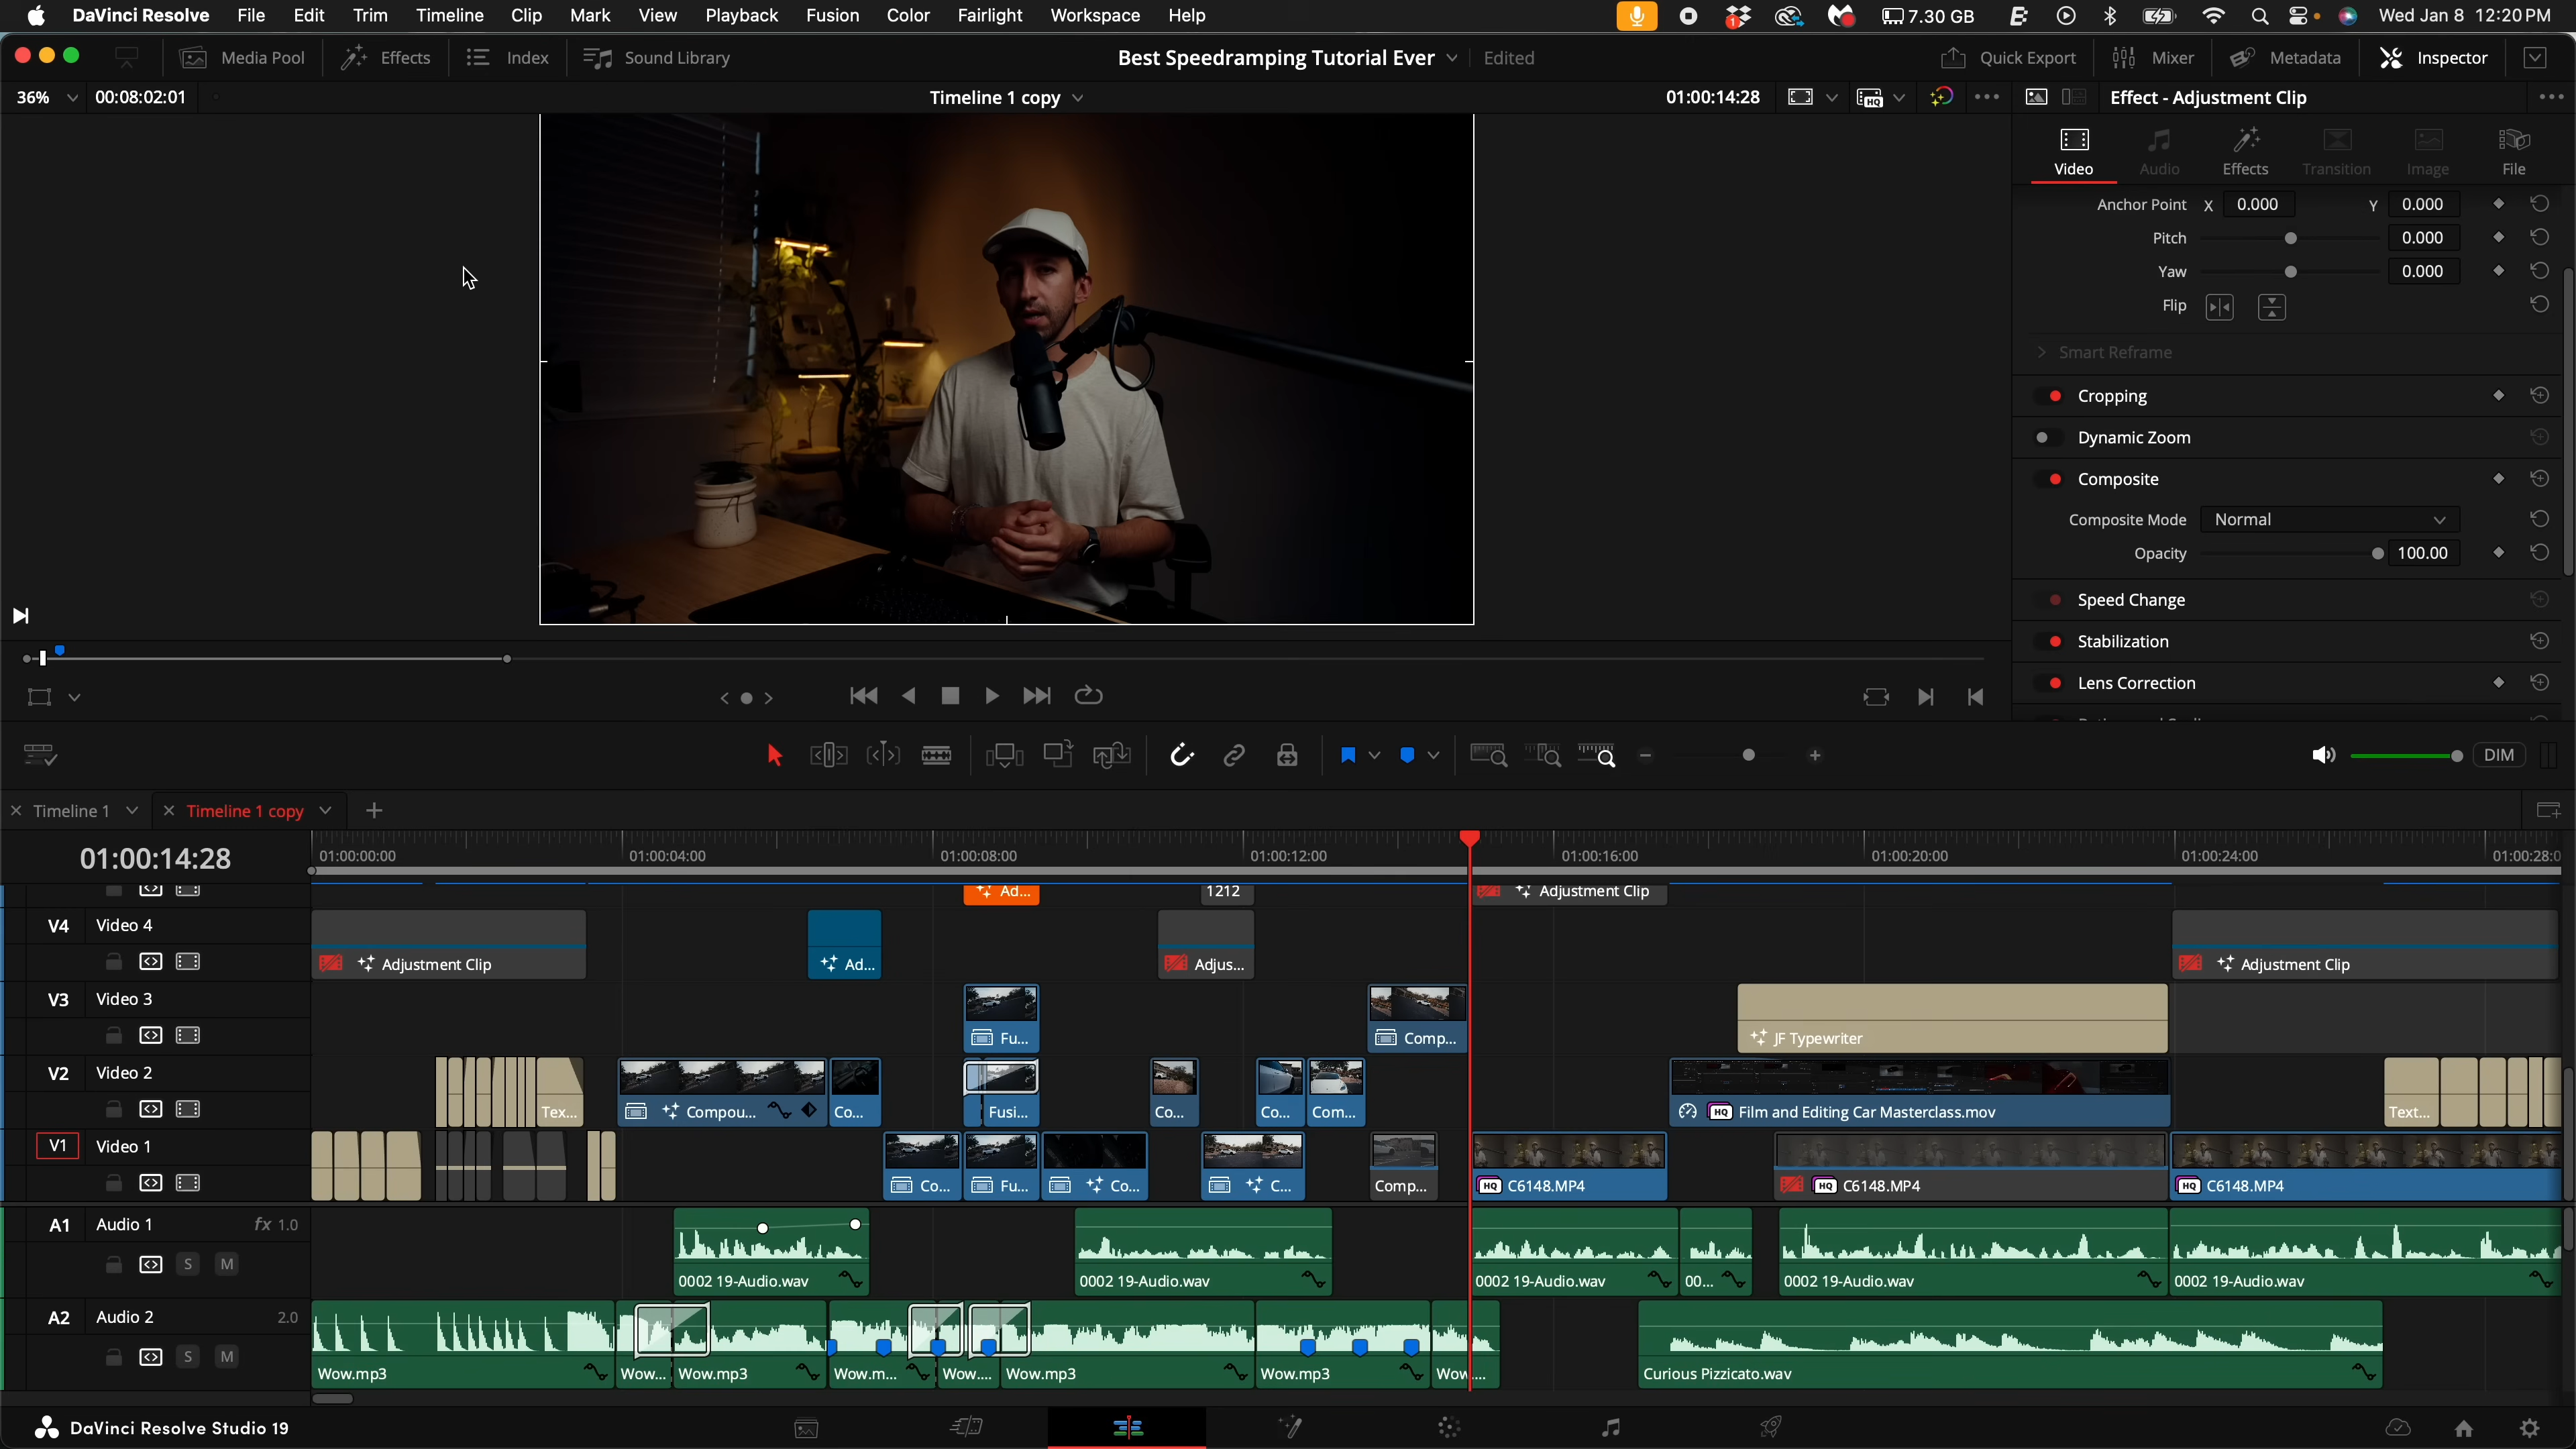 DaVinci Resolve File Edit Trim Timeline Clip Mark View Playback Fusion Color Fairlight Workspace Help 1 7.30 GB Wed Jan 8 12:20 PM
Media Pool Effects Index Sound Library Best Speedramping Tutorial Ever Edited Quick Export Mixer Metadata Inspector
36% 00:08:02:01 Timeline 1 copy 01:00:14:28 HQ Effect - Adjustment Clip
Video Audio Effects Transition Image File
Anchor Point X 0.000 Y 0.000
Pitch 0.000
Yaw 0.000
Flip
Smart Reframe
Cropping
Dynamic Zoom
Composite
Composite Mode Normal
Opacity 100.00
Speed Change
Stabilization
Lens Correction
DIM
Timeline 1 Timeline 1 copy
01:00:14:28 01:00:00:00 01:00:04:00 01:00:08:00 01:00:12:00 01:00:16:00 01:00:20:00 01:00:24:00 01:00:28:0
Ad... 1212 Adjustment Clip
V4 Video 4
Adjustment Clip Ad... Adjus... Adjustment Clip
V3 Video 3
Fu... Comp... JF Typewriter
V2 Video 2
Tex... Compou... Co... Fusi... Co... Co... Com... HQ Film and Editing Car Masterclass.mov Text...
V1 Video 1
Co... Fu... Co... C... Comp... HQ C6148.MP4 HQ C6148.MP4 HQ C6148.MP4
A1 Audio 1 fx 1.0
S M
0002 19-Audio.wav 0002 19-Audio.wav 0002 19-Audio.wav 00... 0002 19-Audio.wav 0002 19-Audio.wav
A2 Audio 2 2.0
S M
Wow.mp3 Wow... Wow.mp3 Wow.m... Wow.... Wow.mp3 Wow.mp3 Wow.... Curious Pizzicato.wav
DaVinci Resolve Studio 19